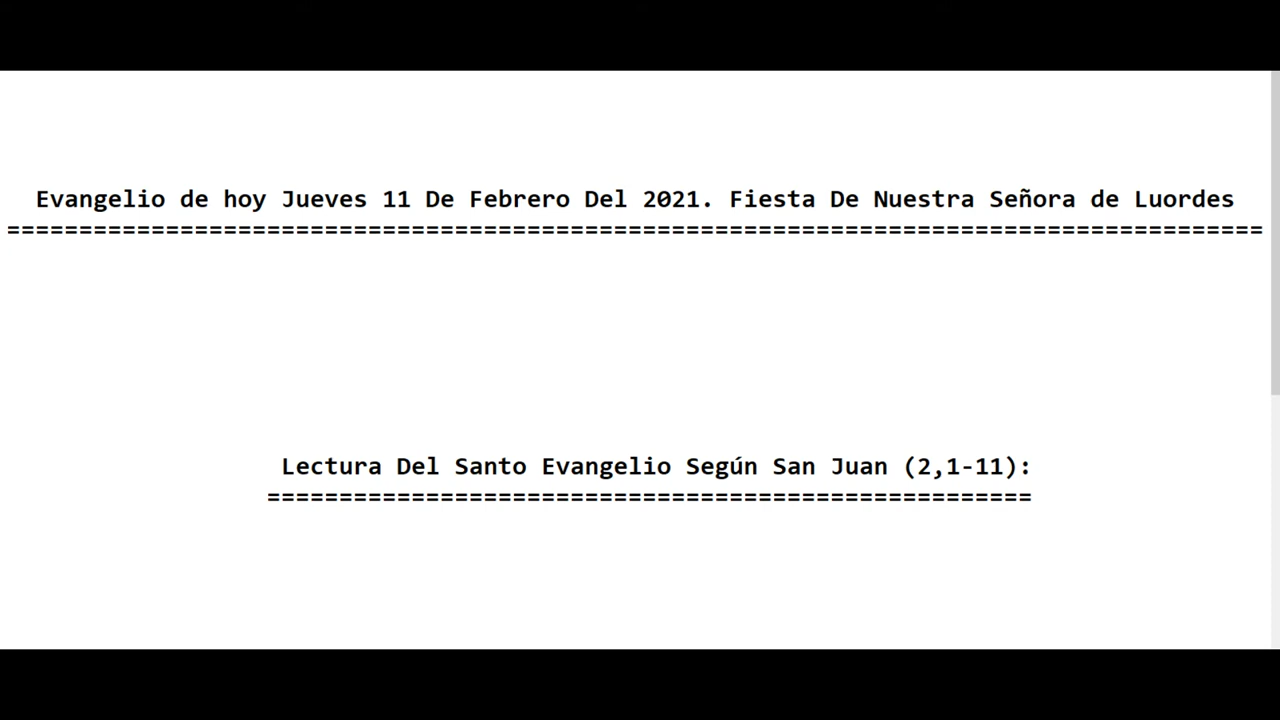 Evangelio de hoy Jueves 11 De Febrero Del 2021. Fiesta De Nuestra Señora de Luordes
=======================================================================================
Lectura Del Santo Evangelio Según San Juan (2,1-11):
=====================================================